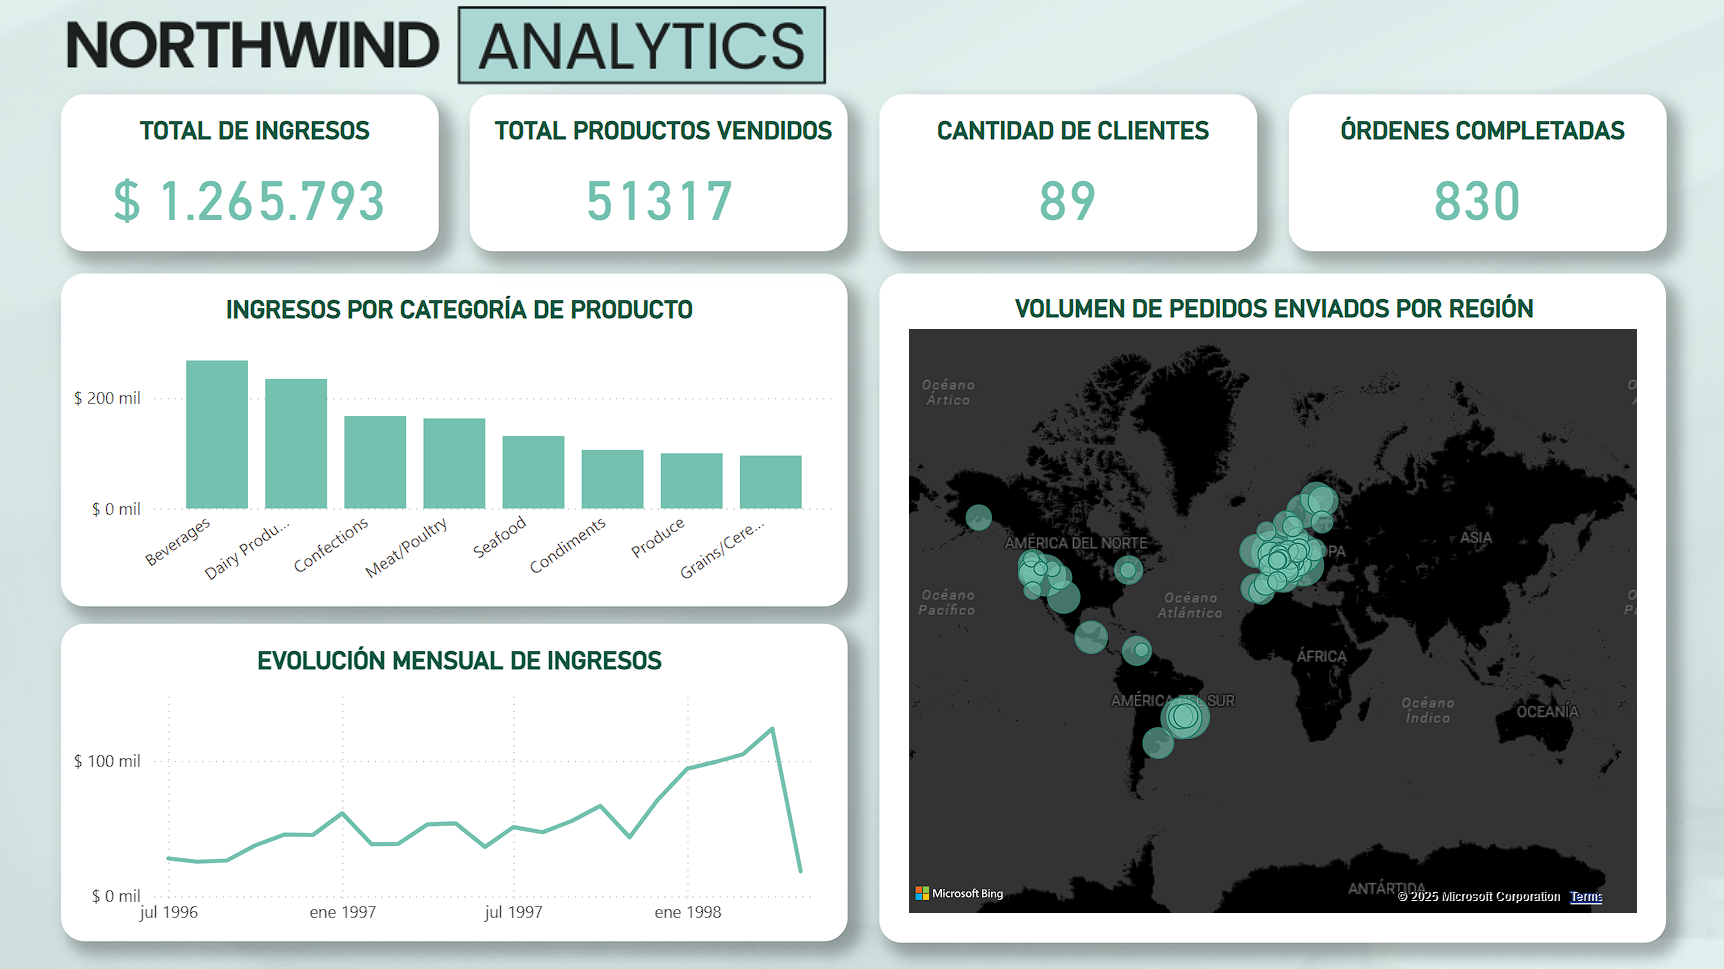 NORTHWIND ANALYTICS
TOTAL DE INGRESOS
$ 1.265.793
TOTAL PRODUCTOS VENDIDOS
51317
CANTIDAD DE CLIENTES
89
ÓRDENES COMPLETADAS
830
INGRESOS POR CATEGORÍA DE PRODUCTO
$ 200 mil
$ 0 mil
Beverages
Dairy Produ...
Confections
Meat/Poultry
Seafood
Condiments
Produce
Grains/Cere...
EVOLUCIÓN MENSUAL DE INGRESOS
$ 100 mil
$ 0 mil
jul 1996
ene 1997
jul 1997
ene 1998
VOLUMEN DE PEDIDOS ENVIADOS POR REGIÓN
Océano
Ártico
AMÉRICA DEL NORTE
ASIA
Océano
Pacífico
Océano
Atlántico
ÁFRICA
AMÉRICA DEL SUR
Océano
Índico
OCEANÍA
ANTÁRTIDA
Microsoft Bing
© 2025 Microsoft Corporation
Terms